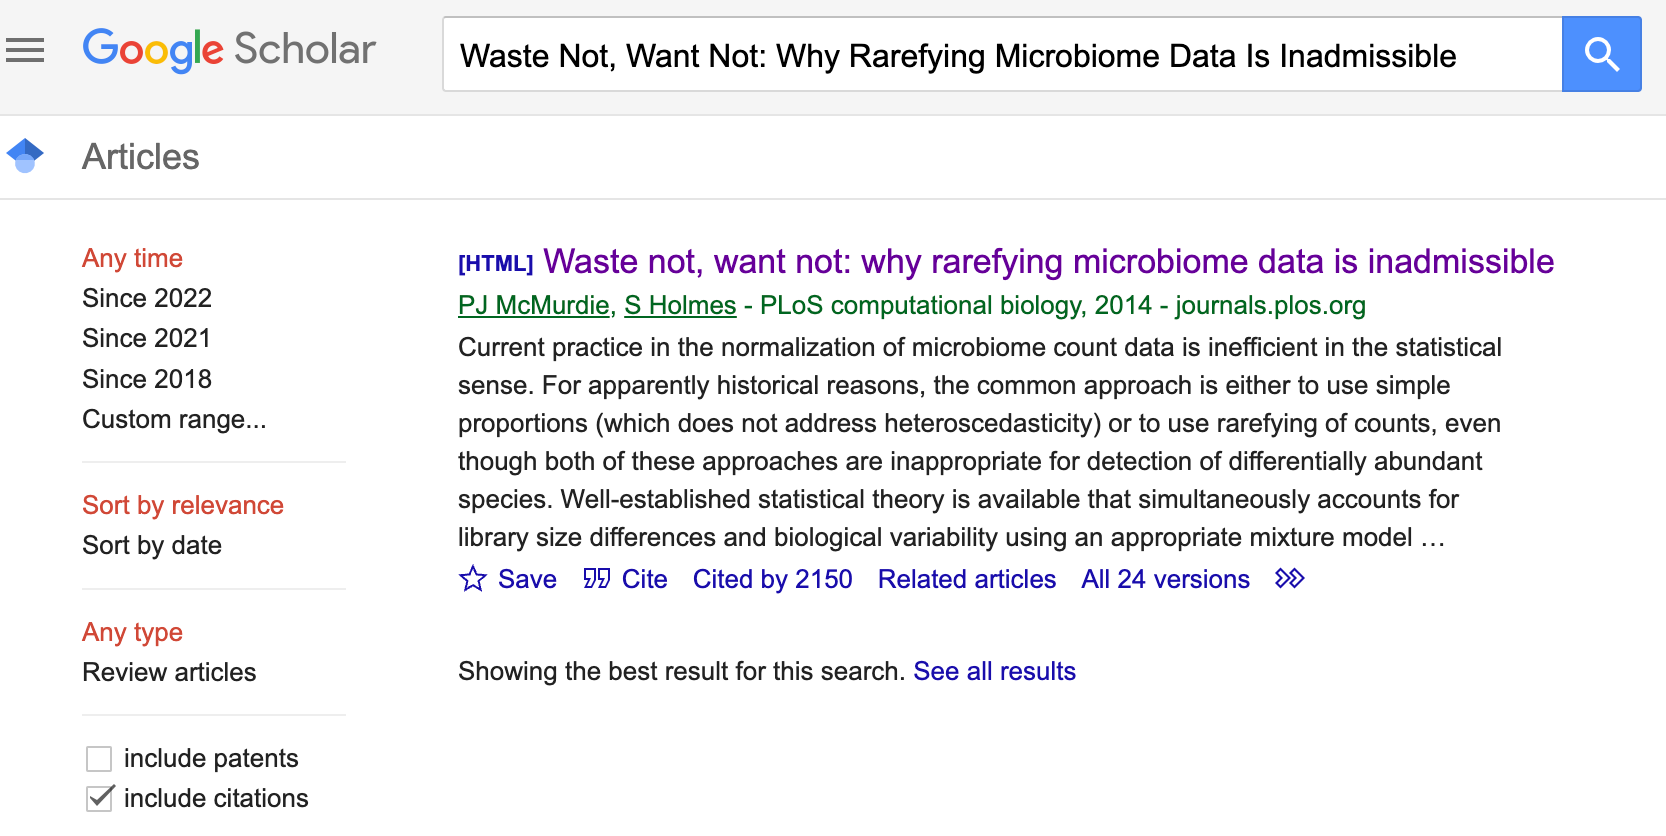 Google Scholar
Waste Not, Want Not: Why Rarefying Microbiome Data Is Inadmissible
Articles
Any time
Since 2022
Since 2021
Since 2018
Custom range...
Sort by relevance
Sort by date
Any type
Review articles
include patents
include citations
[HTML] Waste not, want not: why rarefying microbiome data is inadmissible
PJ McMurdie, S Holmes - PLoS computational biology, 2014 - journals.plos.org
Current practice in the normalization of microbiome count data is inefficient in the statistical
sense. For apparently historical reasons, the common approach is either to use simple
proportions (which does not address heteroscedasticity) or to use rarefying of counts, even
though both of these approaches are inappropriate for detection of differentially abundant
species. Well-established statistical theory is available that simultaneously accounts for
library size differences and biological variability using an appropriate mixture model …
Save Cite Cited by 2150 Related articles All 24 versions
Showing the best result for this search. See all results